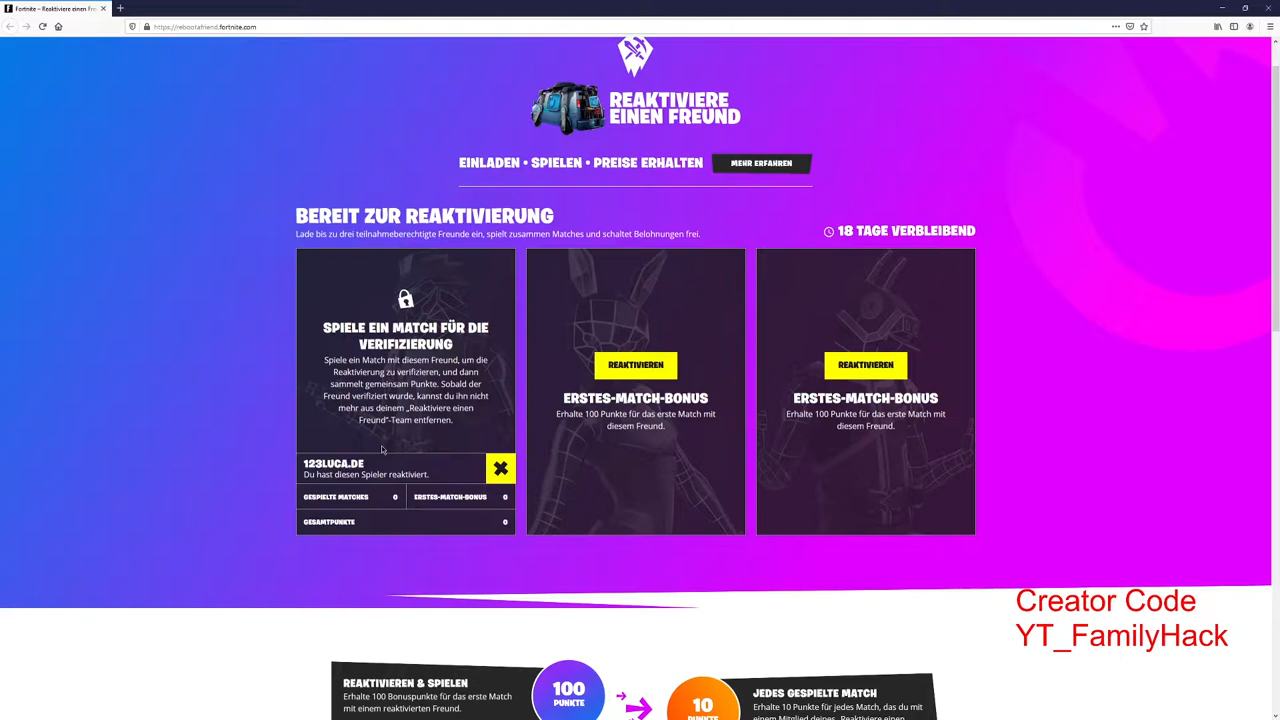 Fortnite – Reaktiviere einen Fre
https://rebootafriend.fortnite.com
REAKTIVIERE
EINEN FREUND
EINLADEN • SPIELEN • PREISE ERHALTEN
MEHR ERFAHREN
BEREIT ZUR REAKTIVIERUNG
Lade bis zu drei teilnahmeberechtigte Freunde ein, spielt zusammen Matches und schaltet Belohnungen frei.
18 TAGE VERBLEIBEND
SPIELE EIN MATCH FÜR DIE
VERIFIZIERUNG
Spiele ein Match mit diesem Freund, um die
Reaktivierung zu verifizieren, und dann
sammelt gemeinsam Punkte. Sobald der
Freund verifiziert wurde, kannst du ihn nicht
mehr aus deinem „Reaktiviere einen
Freund“-Team entfernen.
123LUCA.DE
Du hast diesen Spieler reaktiviert.
GESPIELTE MATCHES 0
ERSTES-MATCH-BONUS 0
GESAMTPUNKTE 0
REAKTIVIEREN
ERSTES-MATCH-BONUS
Erhalte 100 Punkte für das erste Match mit
diesem Freund.
REAKTIVIEREN
ERSTES-MATCH-BONUS
Erhalte 100 Punkte für das erste Match mit
diesem Freund.
Creator Code
YT_FamilyHack
REAKTIVIEREN & SPIELEN
Erhalte 100 Bonuspunkte für das erste Match
mit einem reaktivierten Freund.
100
PUNKTE
10
PUNKTE
JEDES GESPIELTE MATCH
Erhalte 10 Punkte für jedes Match, das du mit
einem Mitglied deines „Reaktiviere einen